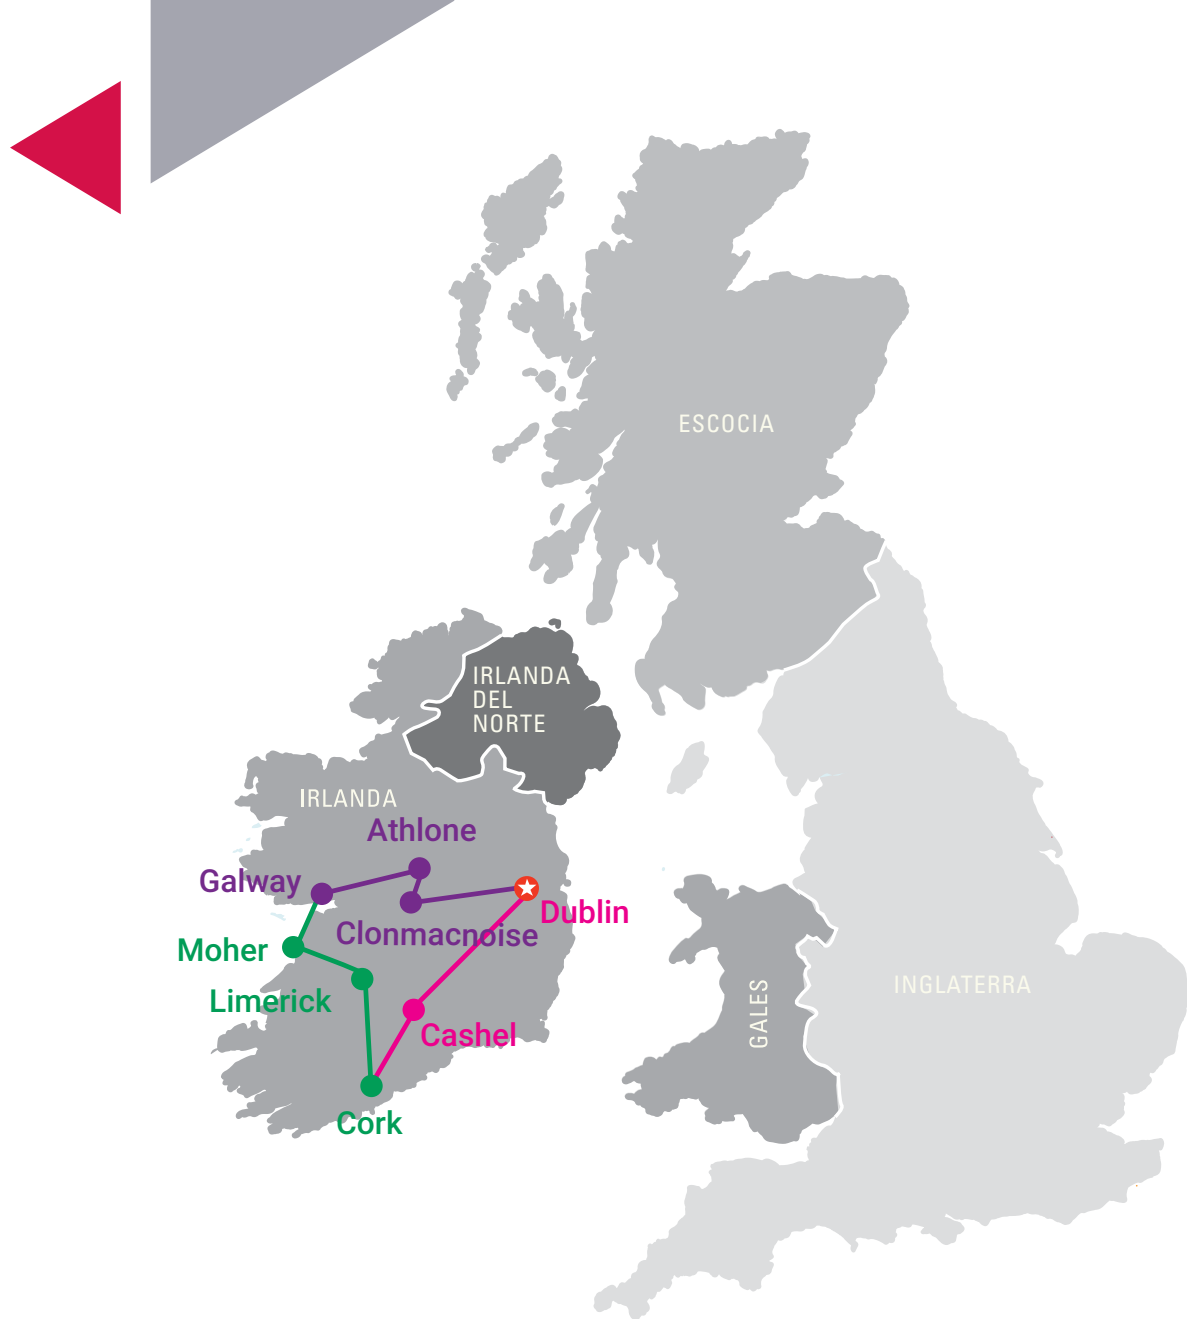 ESCOCIA
IRLANDA
DEL
NORTE
IRLANDA
Athlone
Galway
Dublin
Clonmacnoise
Moher
Limerick
Cashel
Cork
GALES
INGLATERRA